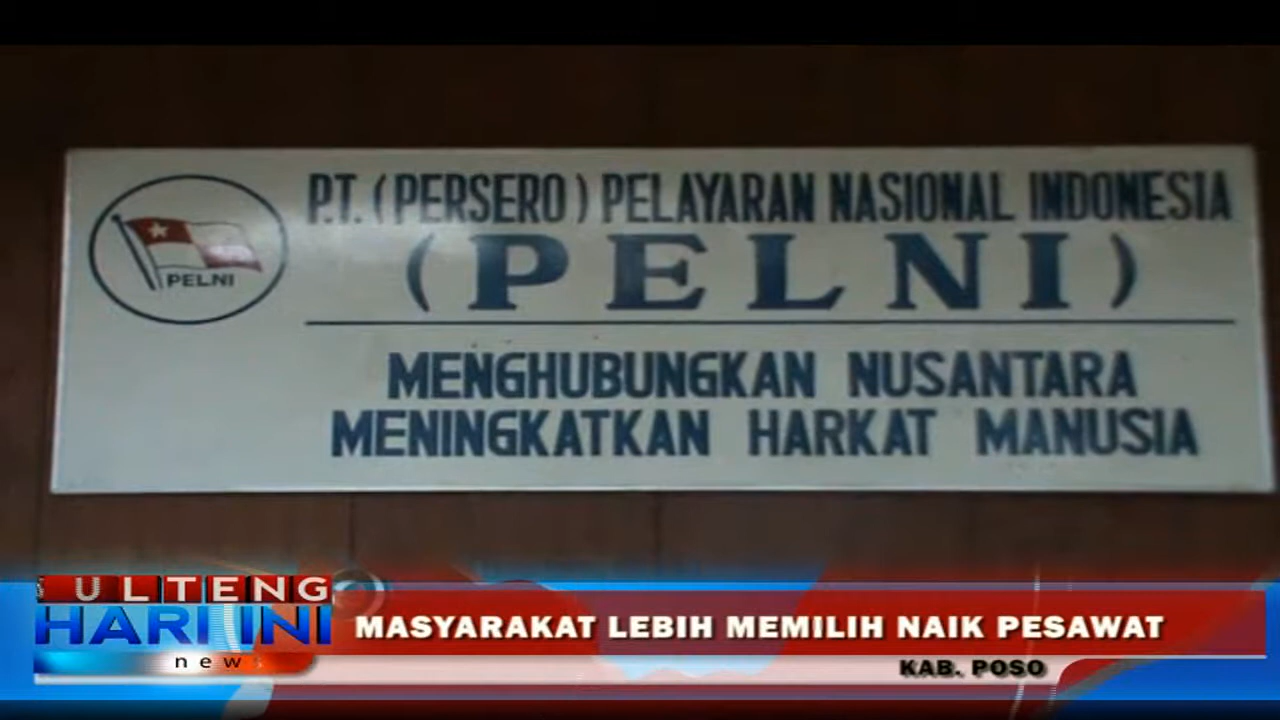 P.T. (PERSERO) PELAYARAN NASIONAL INDONESIA
(PELNI)
PELNI
MENGHUBUNGKAN NUSANTARA
MENINGKATKAN HARKAT MANUSIA
SULTENG
HARI INI
news
MASYARAKAT LEBIH MEMILIH NAIK PESAWAT
KAB. POSO